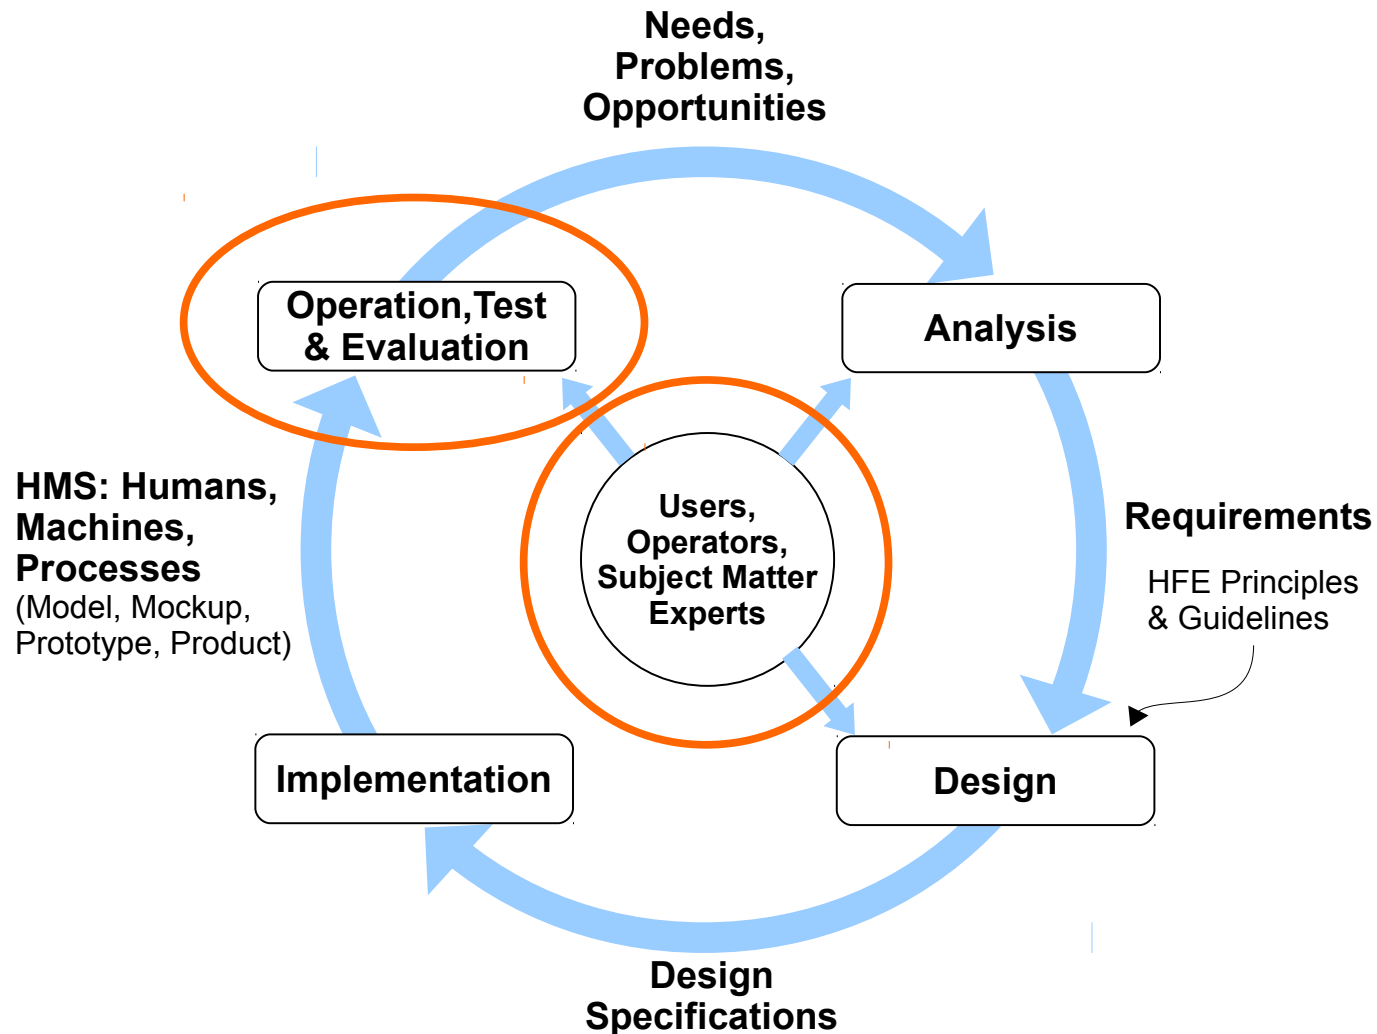 Needs,
Problems,
Opportunities
Operation,Test
& Evaluation
Analysis
HMS: Humans,
Machines,
Processes
(Model, Mockup,
Prototype, Product)
Users,
Operators,
Subject Matter
Experts
Requirements
HFE Principles
& Guidelines
Implementation
Design
Design
Specifications